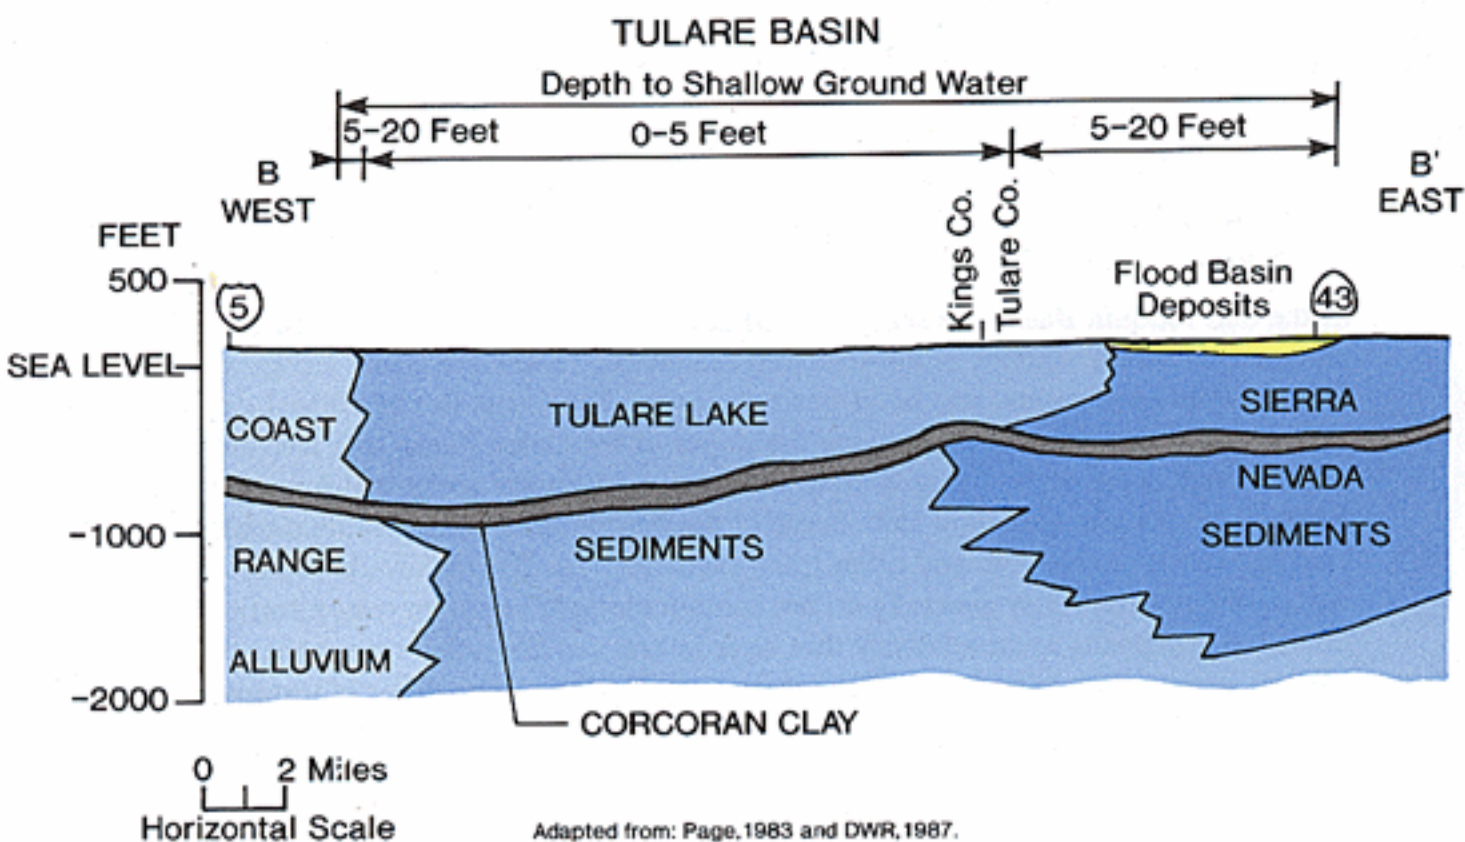 TULARE BASIN
Depth to Shallow Ground Water
5-20 Feet
0-5 Feet
5-20 Feet
B
WEST
B'
EAST
Kings Co.
Tulare Co.
FEET
500
5
Flood Basin
Deposits
43
SEA LEVEL
COAST
TULARE LAKE
SIERRA
NEVADA
-1000
SEDIMENTS
SEDIMENTS
RANGE
ALLUVIUM
-2000
CORCORAN CLAY
0 2 Miles
Horizontal Scale
Adapted from: Page,1983 and DWR,1987.